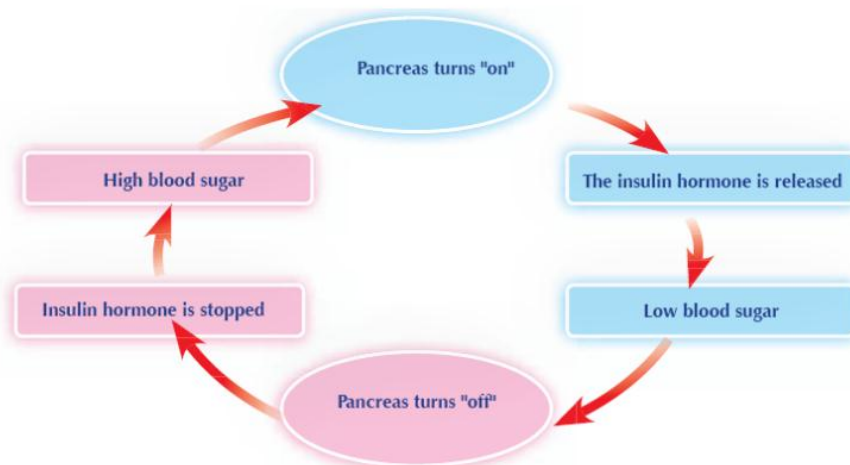 Pancreas turns "on"
The insulin hormone is released
Low blood sugar
Pancreas turns "off"
Insulin hormone is stopped
High blood sugar